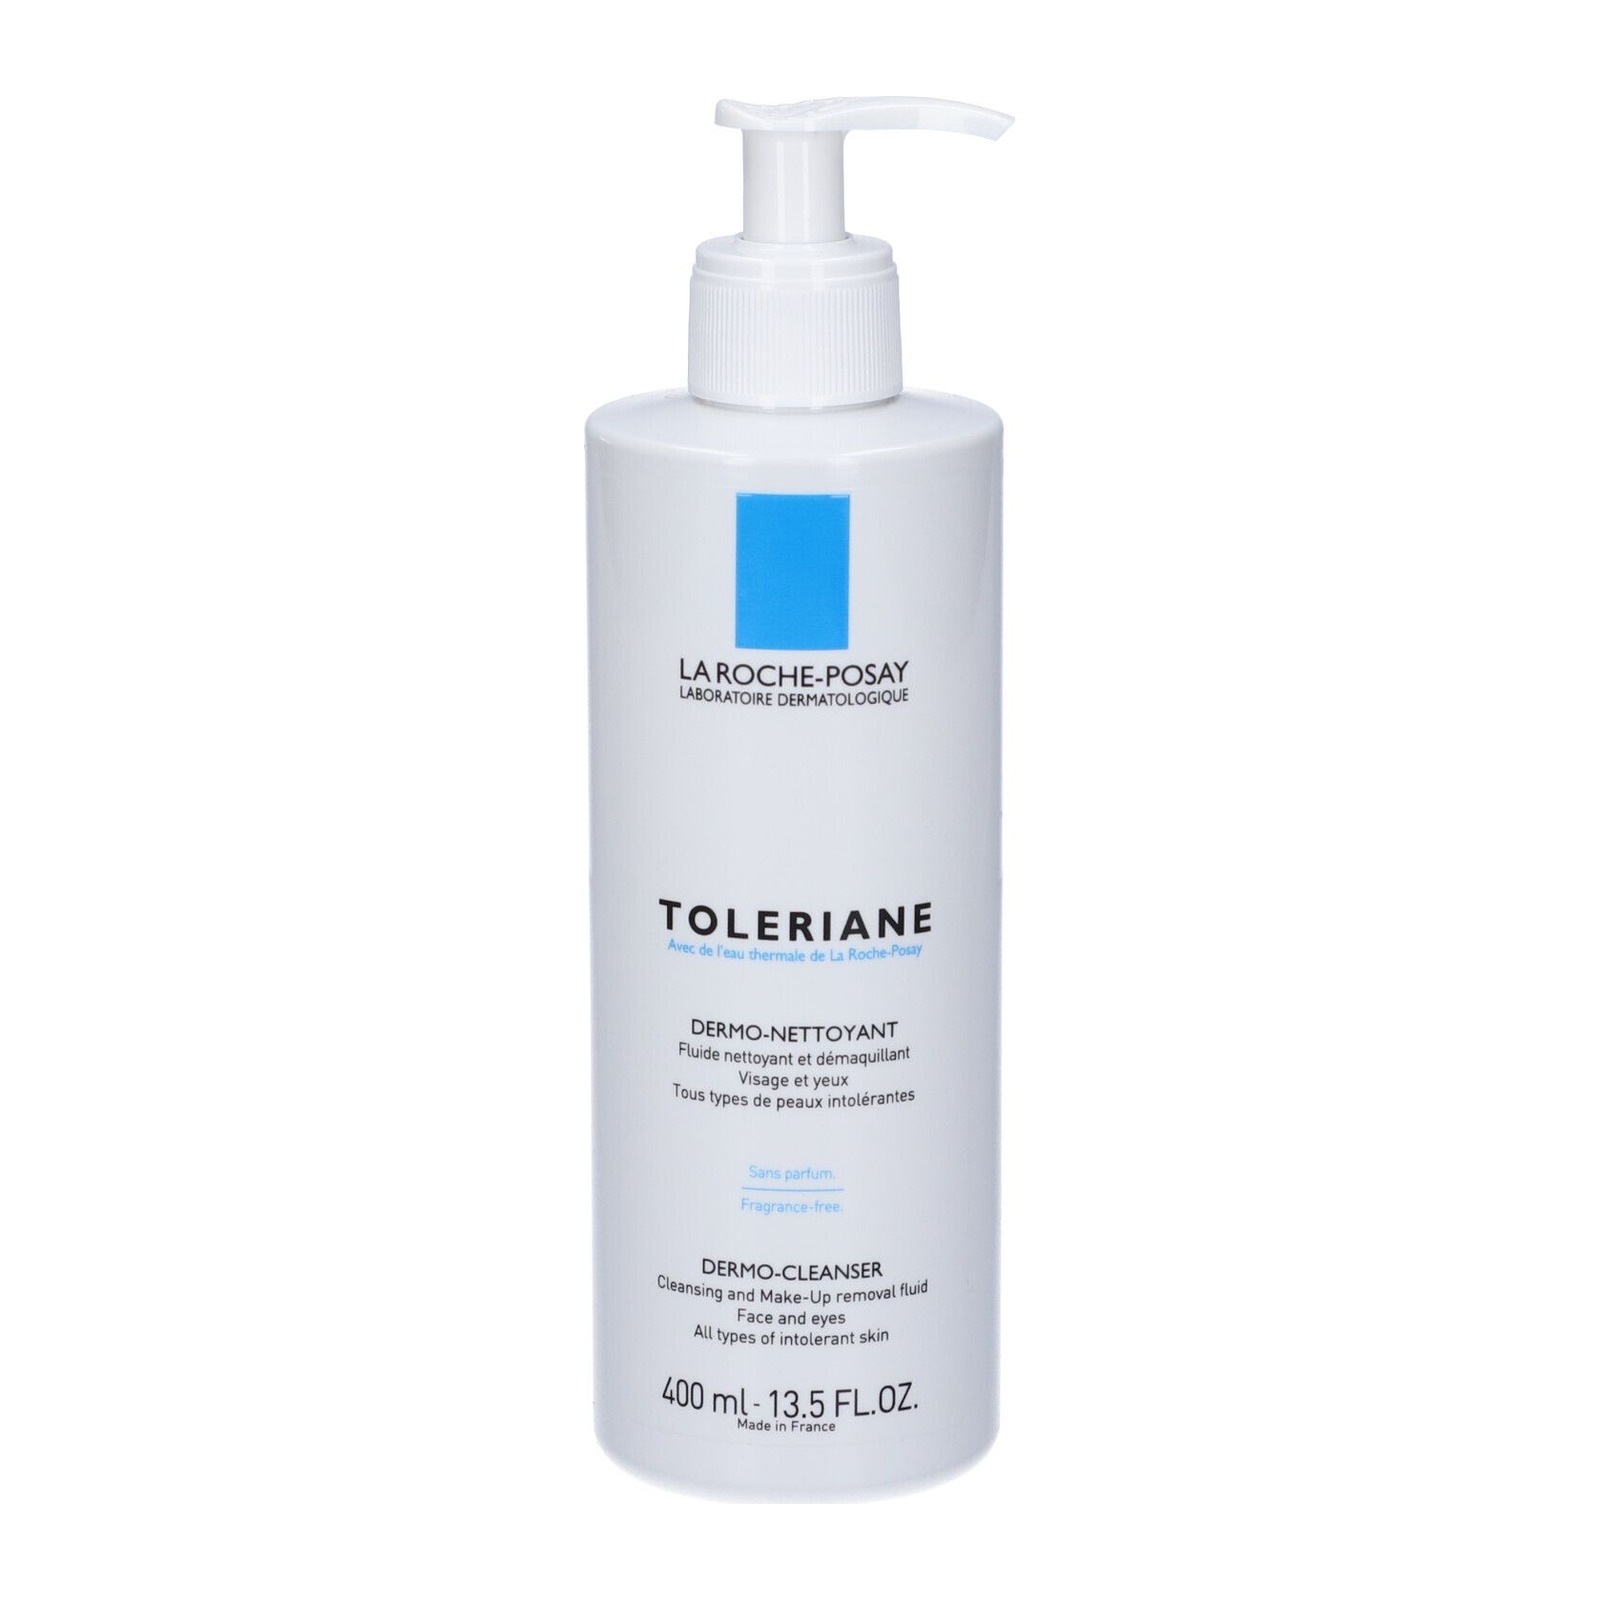 LA ROCHE-POSAY
LABORATOIRE DERMATOLOGIQUE
TOLERIANE
Avec de l'eau thermale de La Roche-Posay
DERMO-NETTOYANT
Fluide nettoyant et démaquillant
Visage et yeux
Tous types de peaux intolérantes
Sans parfum.
Fragrance-free.
DERMO-CLEANSER
Cleansing and Make-Up removal fluid
Face and eyes
All types of intolerant skin
400 ml - 13.5 FL.OZ.
Made in France